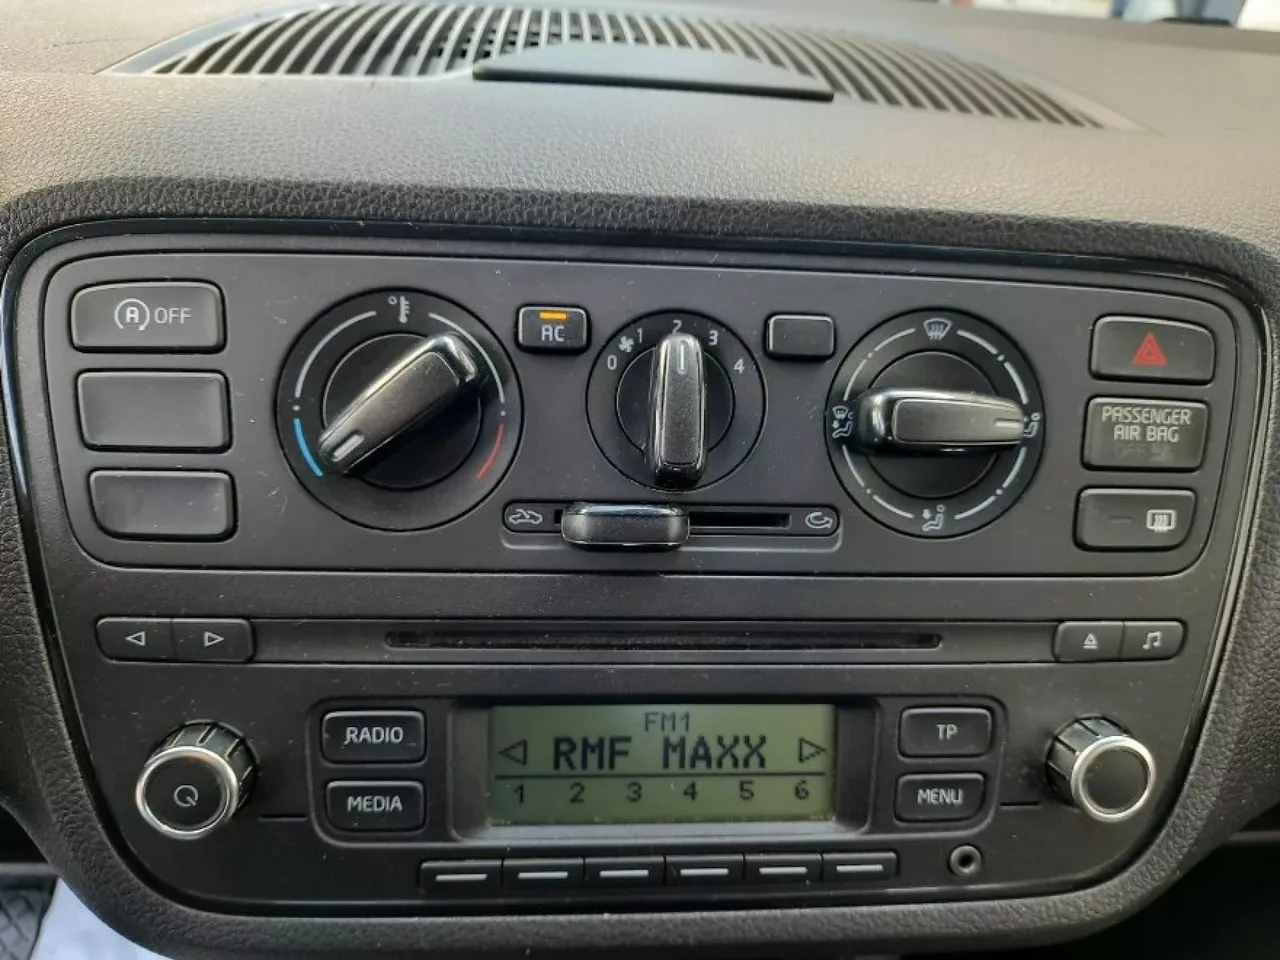 (A) OFF
AC
0 1 2 3 4
PASSENGER
AIR BAG
RADIO
MEDIA
FM1
RMF MAXX
1 2 3 4 5 6
TP
MENU